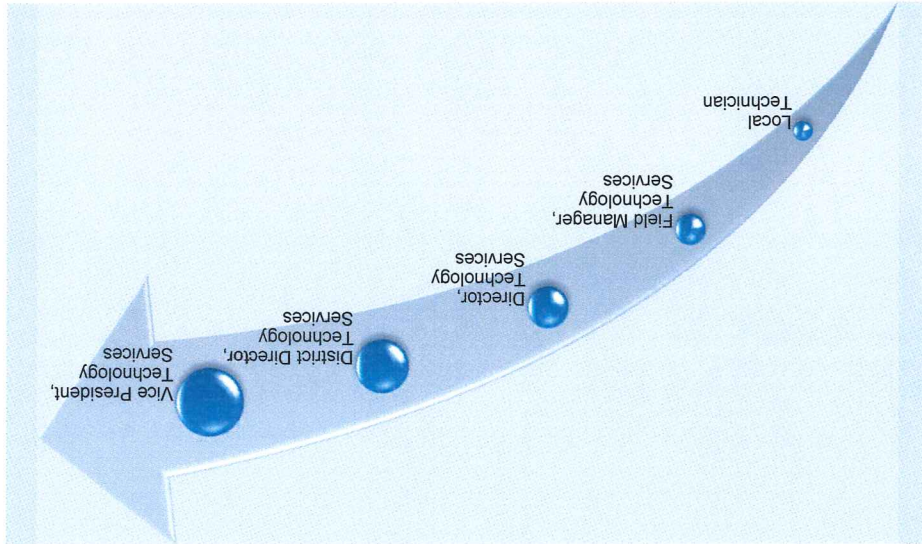 Local
Technician
Field Manager,
Technology
Services
Director,
Technology
Services
District Director,
Technology
Services
Vice President,
Technology
Services